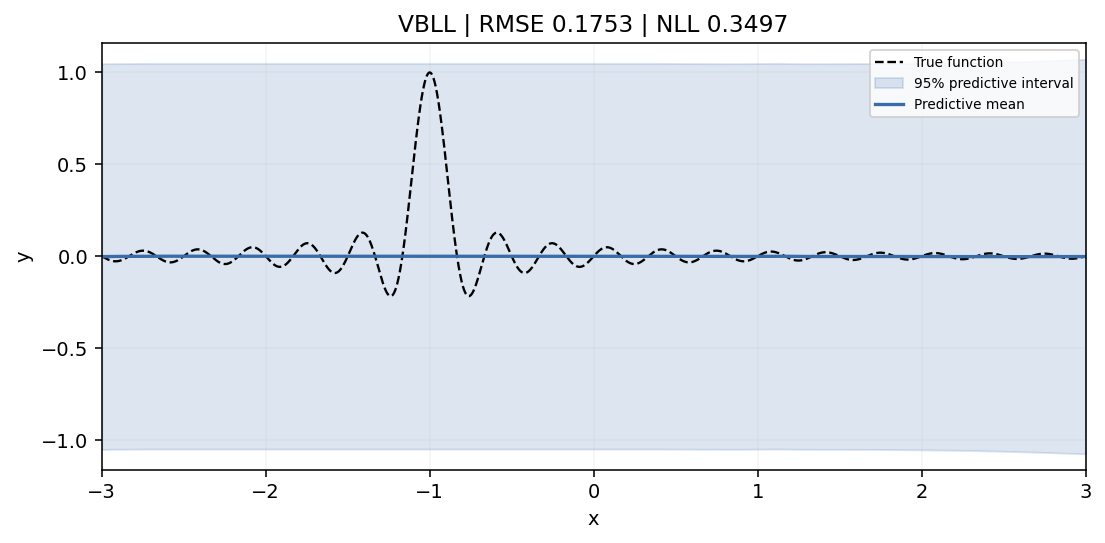 VBLL | RMSE 0.1753 | NLL 0.3497
True function
95% predictive interval
Predictive mean
1.0
0.5
0.0
−0.5
−1.0
y
−3 −2 −1 0 1 2 3
x